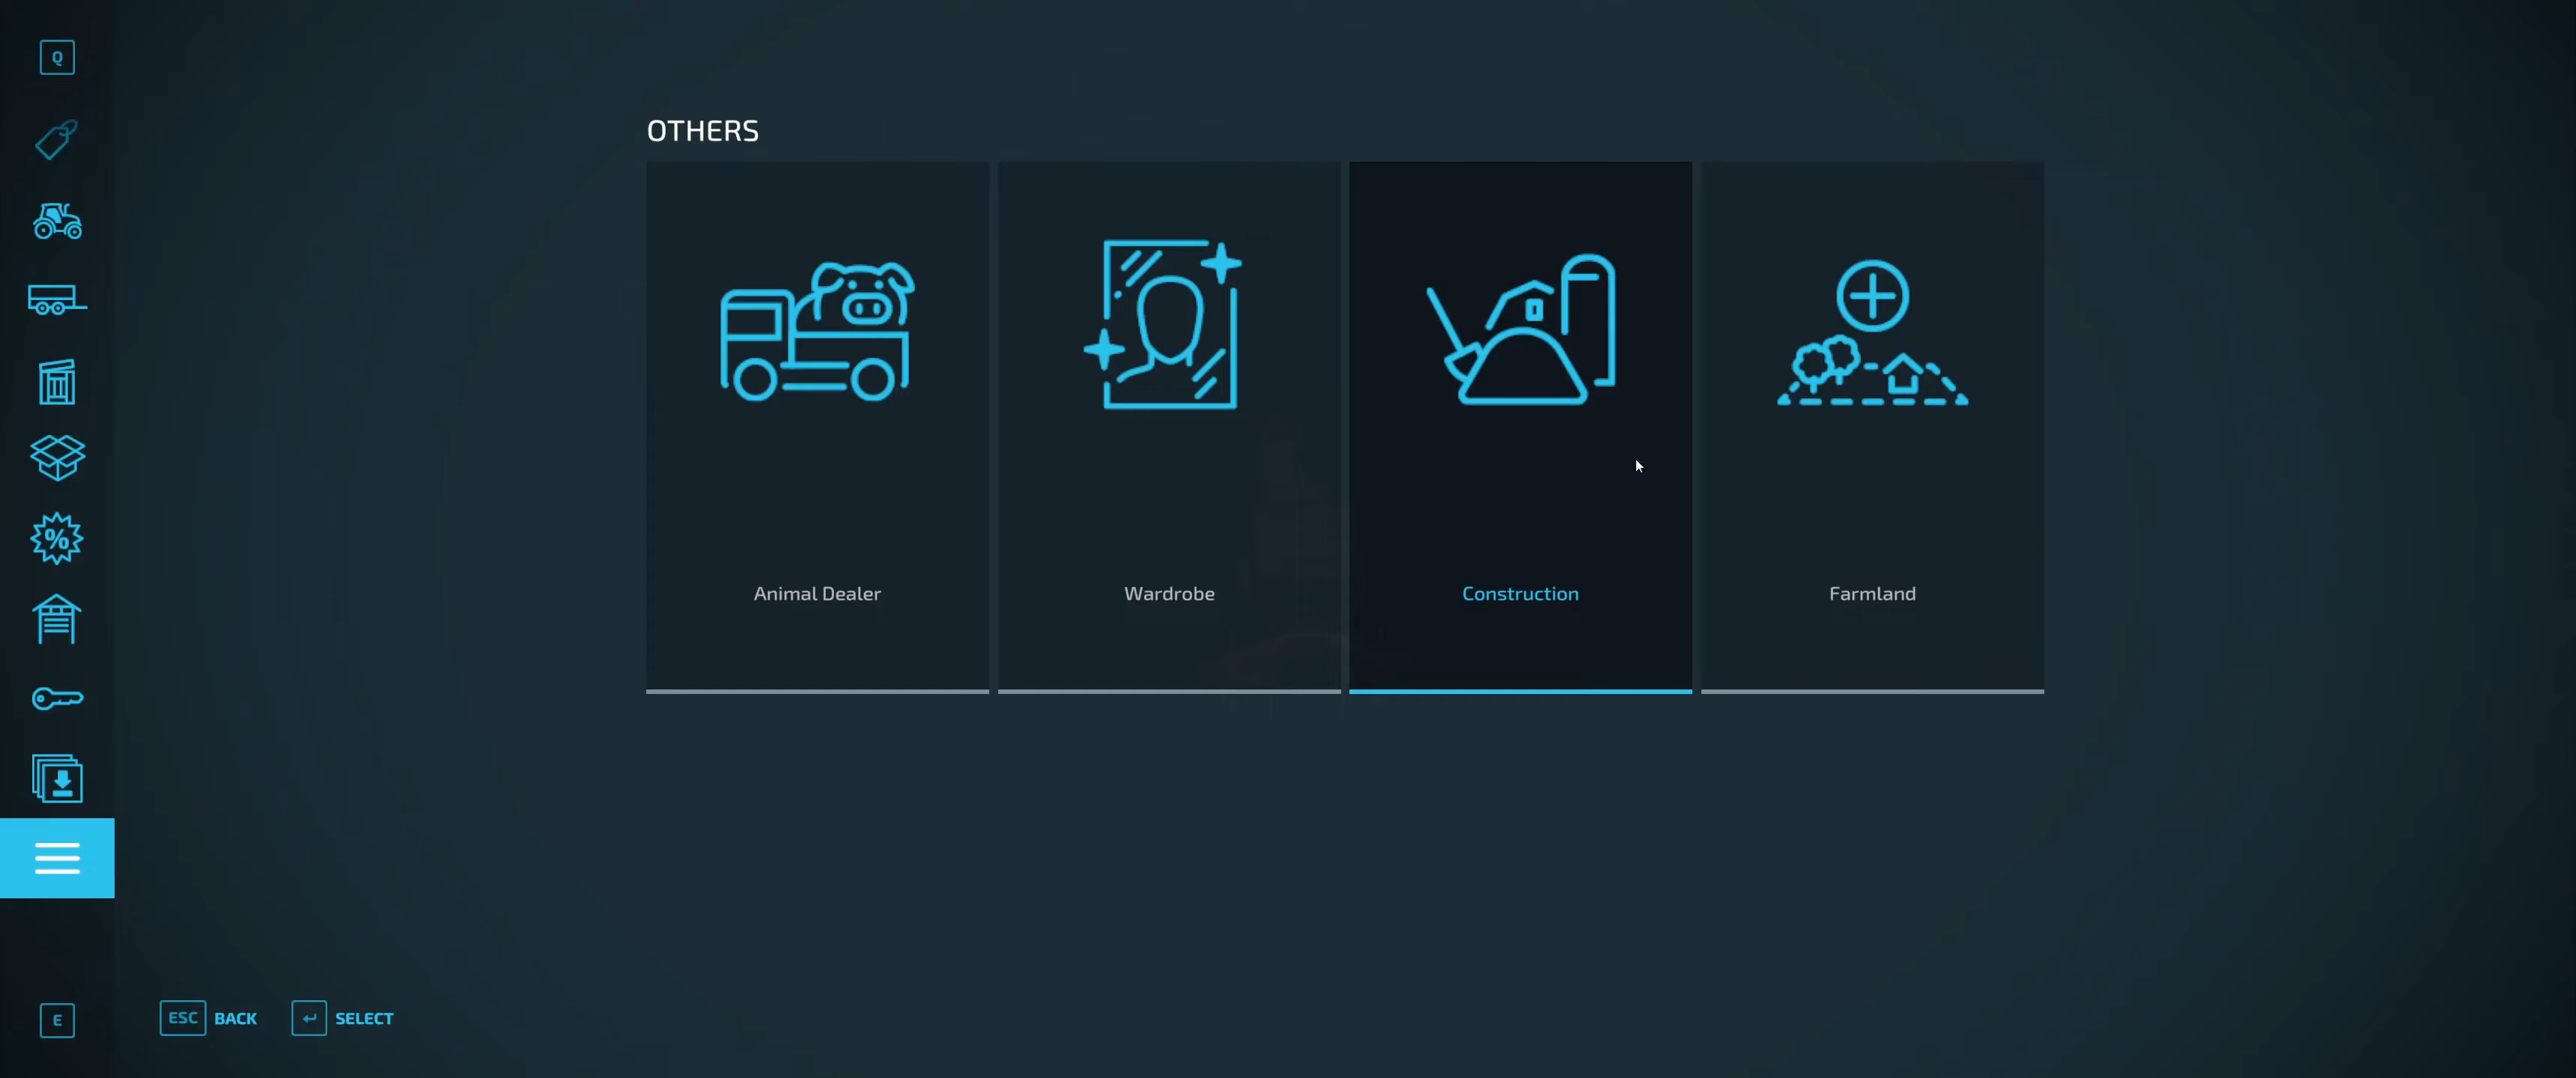 Q
OTHERS
%
Animal Dealer
Wardrobe
Construction
Farmland
E
ESC BACK
SELECT